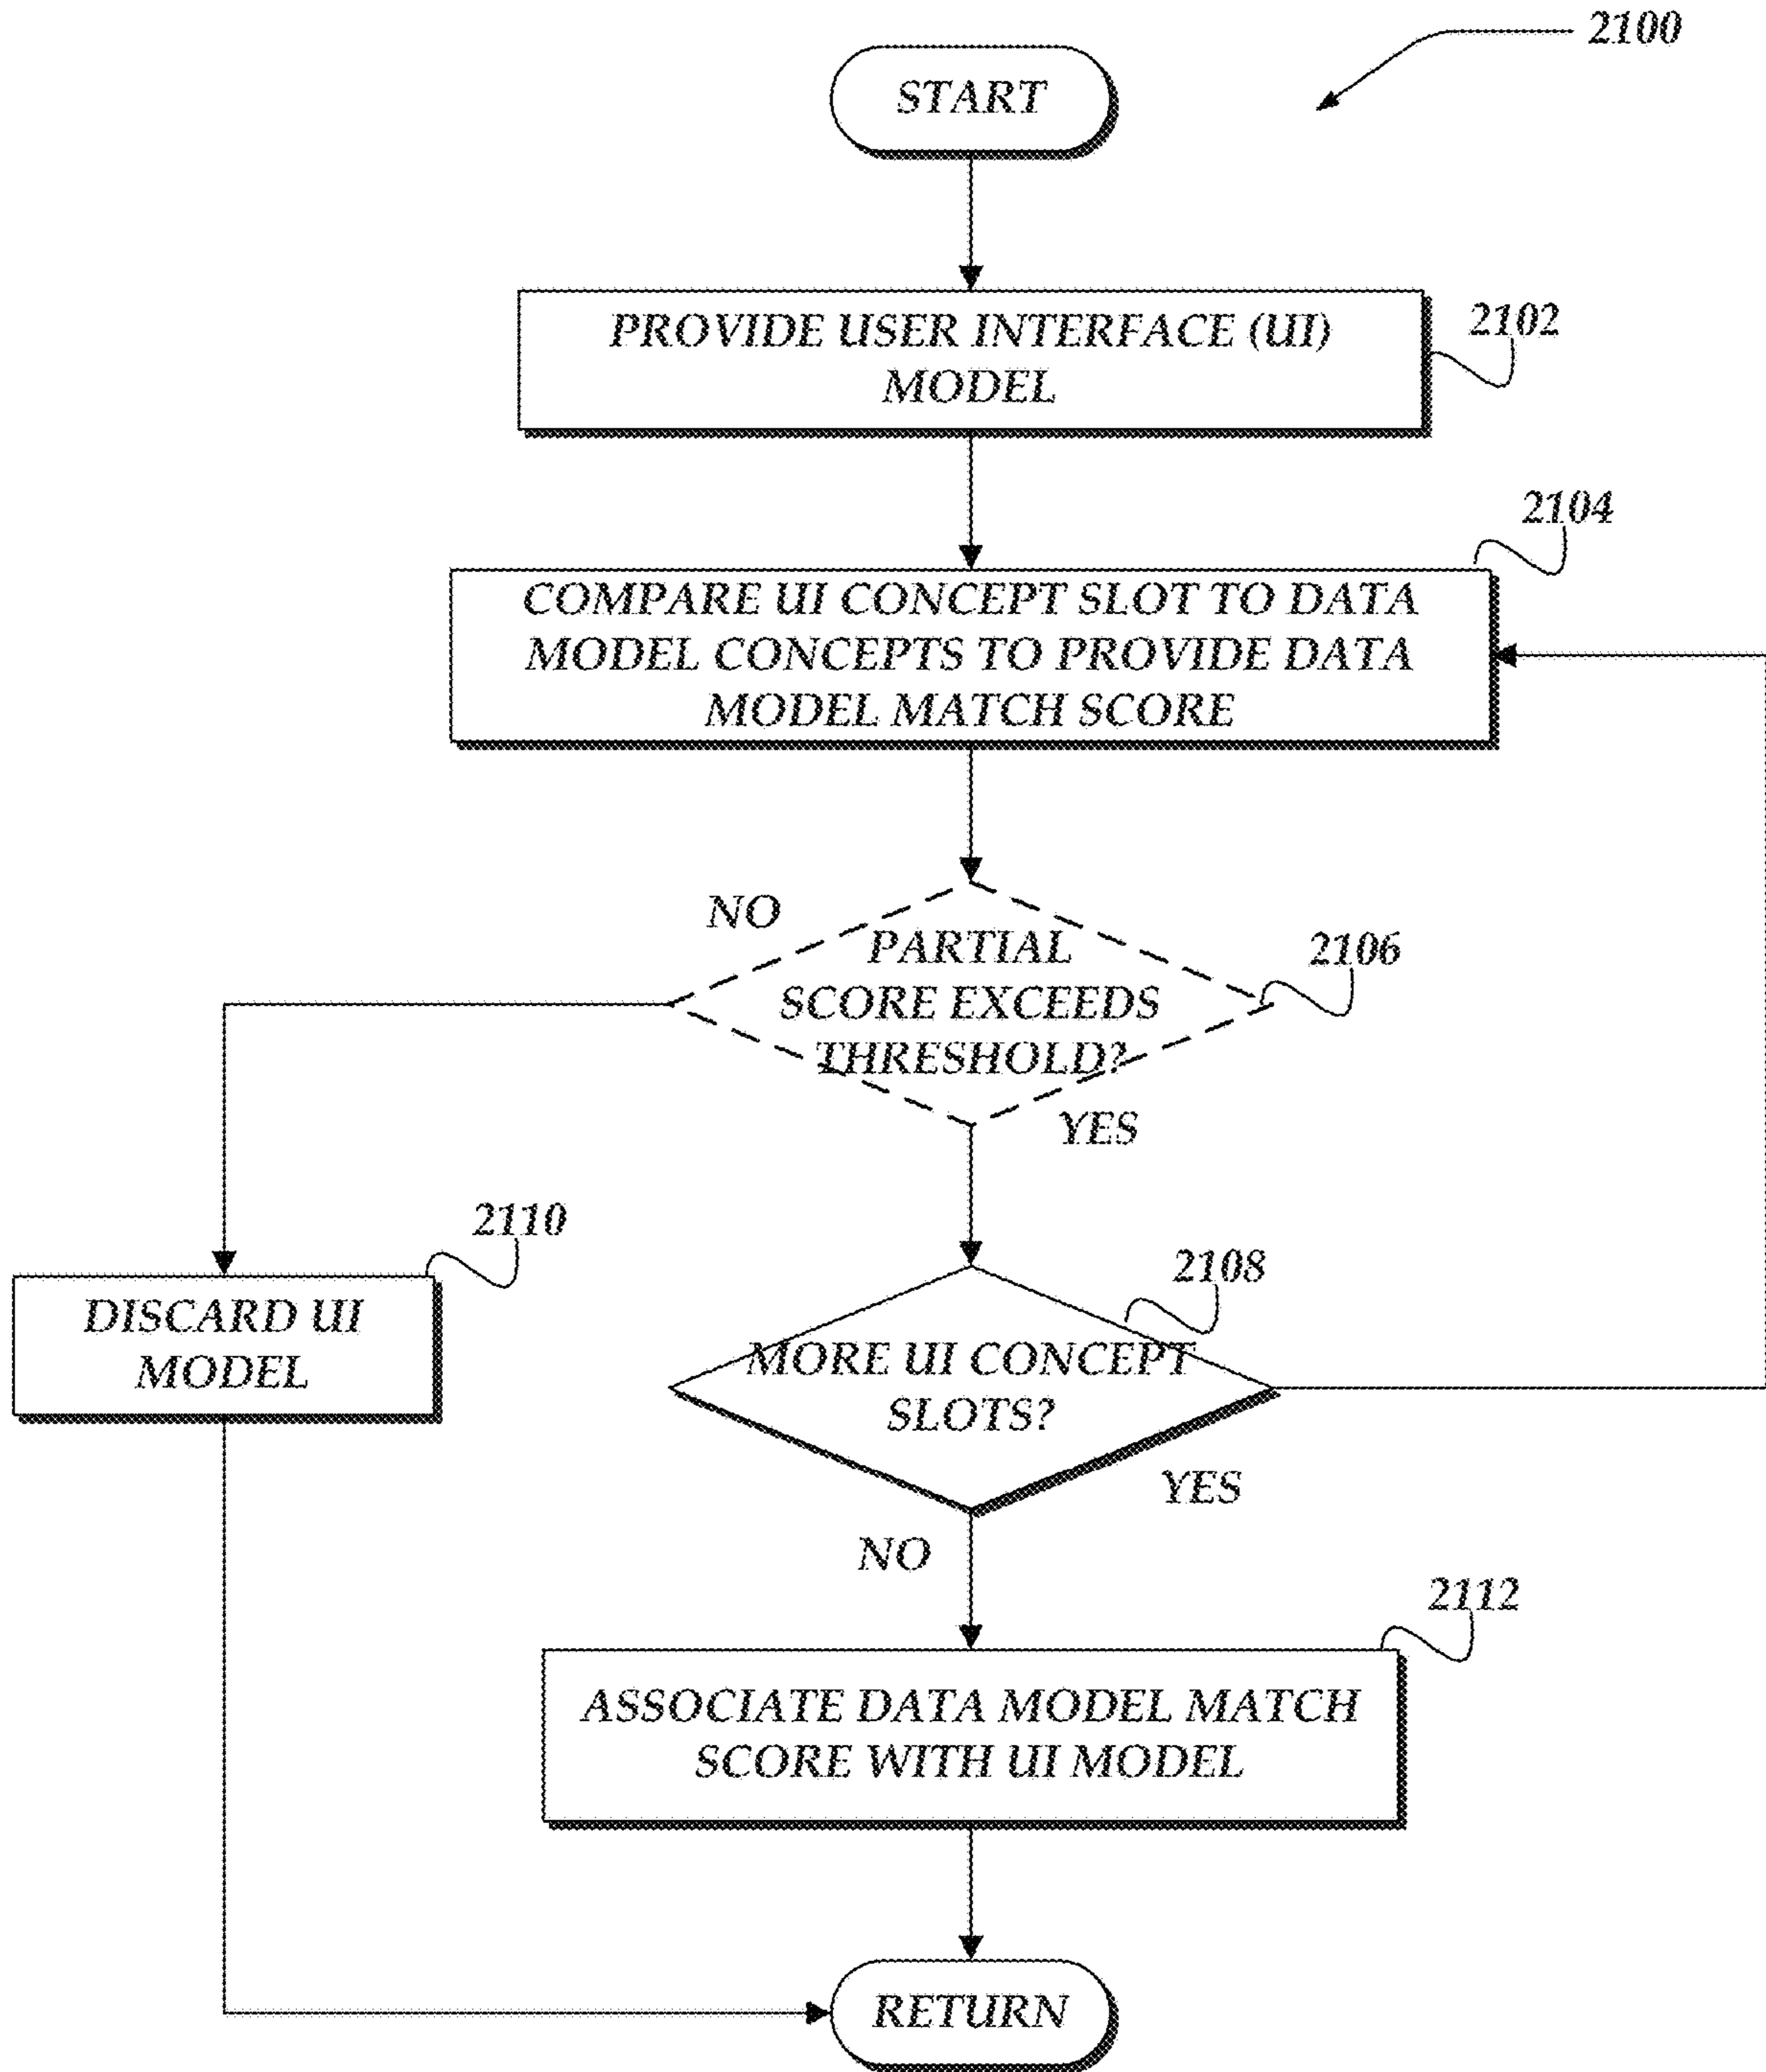 2100
START
PROVIDE USER INTERFACE (UI)
MODEL
2102
2104
COMPARE UI CONCEPT SLOT TO DATA
MODEL CONCEPTS TO PROVIDE DATA
MODEL MATCH SCORE
NO
PARTIAL
SCORE EXCEEDS
THRESHOLD?
2106
YES
2110
DISCARD UI
MODEL
2108
MORE UI CONCEPT
SLOTS?
YES
NO
2112
ASSOCIATE DATA MODEL MATCH
SCORE WITH UI MODEL
RETURN